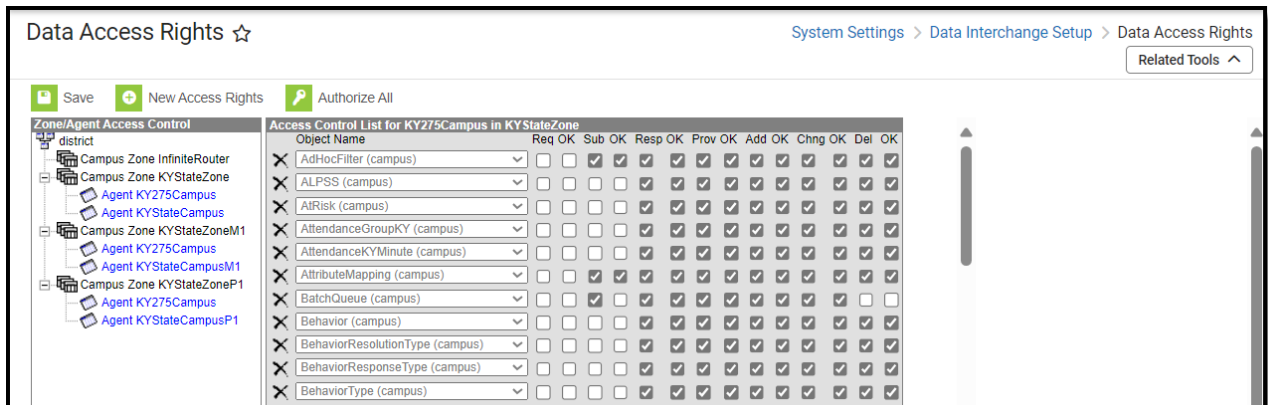 Data Access Rights
System Settings > Data Interchange Setup > Data Access Rights
Related Tools
Save New Access Rights Authorize All
Zone/Agent Access Control
district
Campus Zone InfiniteRouter
Campus Zone KYStateZone
Agent KY275Campus
Agent KYStateCampus
Campus Zone KYStateZoneM1
Agent KY275Campus
Agent KYStateCampusM1
Campus Zone KYStateZoneP1
Agent KY275Campus
Agent KYStateCampusP1
Access Control List for KY275Campus in KYStateZone
Object Name Req OK Sub OK Resp OK Prov OK Add OK Chng OK Del OK
AdHocFilter (campus)
ALPSS (campus)
AtRisk (campus)
AttendanceGroupKY (campus)
AttendanceKYMinute (campus)
AttributeMapping (campus)
BatchQueue (campus)
Behavior (campus)
BehaviorResolutionType (campus)
BehaviorResponseType (campus)
BehaviorType (campus)